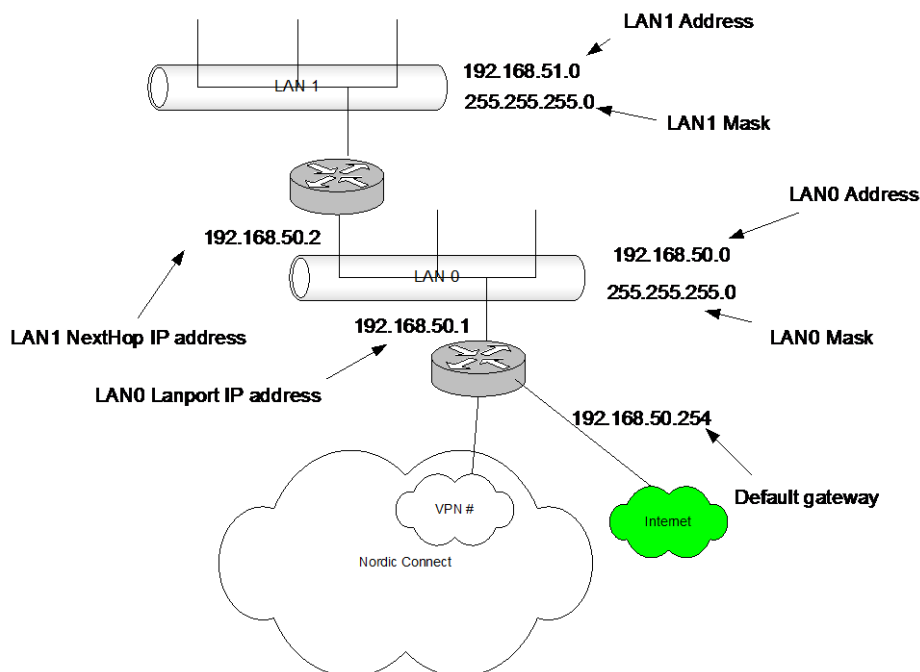 LAN1 Address
192.168.51.0
LAN 1
255.255.255.0
LAN1 Mask
LAN0 Address
192.168.50.2
192.168.50.0
LAN 0
255.255.255.0
LAN1 NextHop IP address
192.168.50.1
LAN0 Mask
LAN0 Lanport IP address
192.168.50.254
Default gateway
VPN #
Internet
Nordic Connect